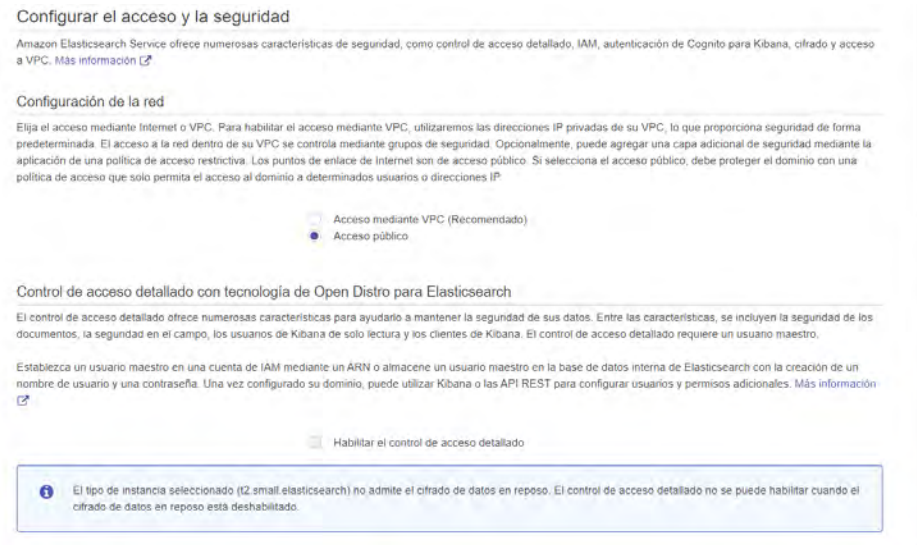 Configurar el acceso y la seguridad
Amazon Elasticsearch Service ofrece numerosas características de seguridad, como control de acceso detallado, IAM, autenticación de Cognito para Kibana, cifrado y acceso
a VPC. Más información
Configuración de la red
Elija el acceso mediante Internet o VPC. Para habilitar el acceso mediante VPC, utilizaremos las direcciones IP privadas de su VPC, lo que proporciona seguridad de forma
predeterminada. El acceso a la red dentro de su VPC se controla mediante grupos de seguridad. Opcionalmente, puede agregar una capa adicional de seguridad mediante la
aplicación de una política de acceso restrictiva. Los puntos de enlace de Internet son de acceso público. Si selecciona el acceso público, debe proteger el dominio con una
política de acceso que solo permita el acceso al dominio a determinados usuarios o direcciones IP.
Acceso mediante VPC (Recomendado)
Acceso público
Control de acceso detallado con tecnología de Open Distro para Elasticsearch
El control de acceso detallado ofrece numerosas características para ayudarlo a mantener la seguridad de sus datos. Entre las características, se incluyen la seguridad de los
documentos, la seguridad en el campo, los usuarios de Kibana de solo lectura y los clientes de Kibana. El control de acceso detallado requiere un usuario maestro.
Establezca un usuario maestro en una cuenta de IAM mediante un ARN o almacene un usuario maestro en la base de datos interna de Elasticsearch con la creación de un
nombre de usuario y una contraseña. Una vez configurado su dominio, puede utilizar Kibana o las API REST para configurar usuarios y permisos adicionales. Más información
Habilitar el control de acceso detallado
El tipo de instancia seleccionado (t2.small.elasticsearch) no admite el cifrado de datos en reposo. El control de acceso detallado no se puede habilitar cuando el
cifrado de datos en reposo está deshabilitado.